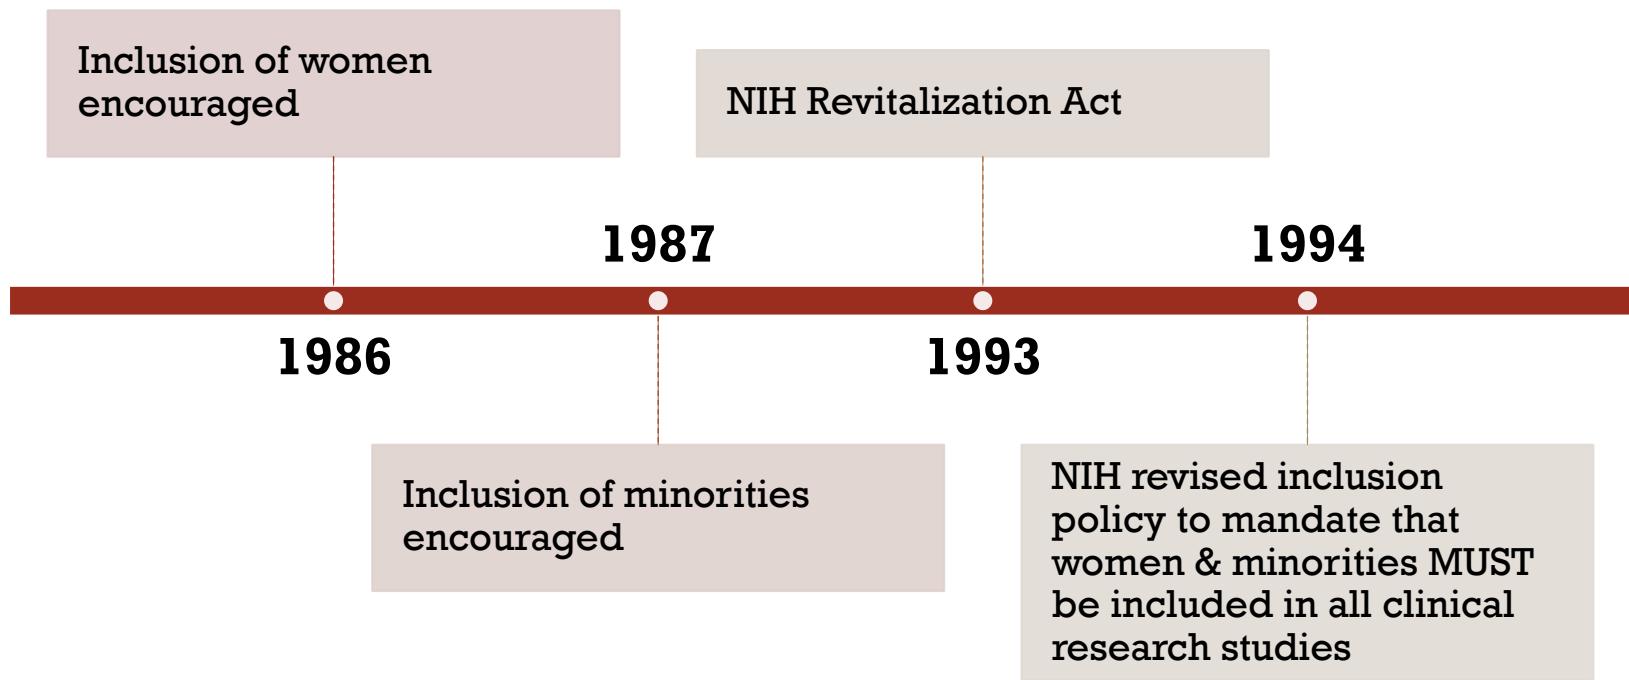 Inclusion of women
encouraged
NIH Revitalization Act
1987
1994
1986
1993
Inclusion of minorities
encouraged
NIH revised inclusion
policy to mandate that
women & minorities MUST
be included in all clinical
research studies